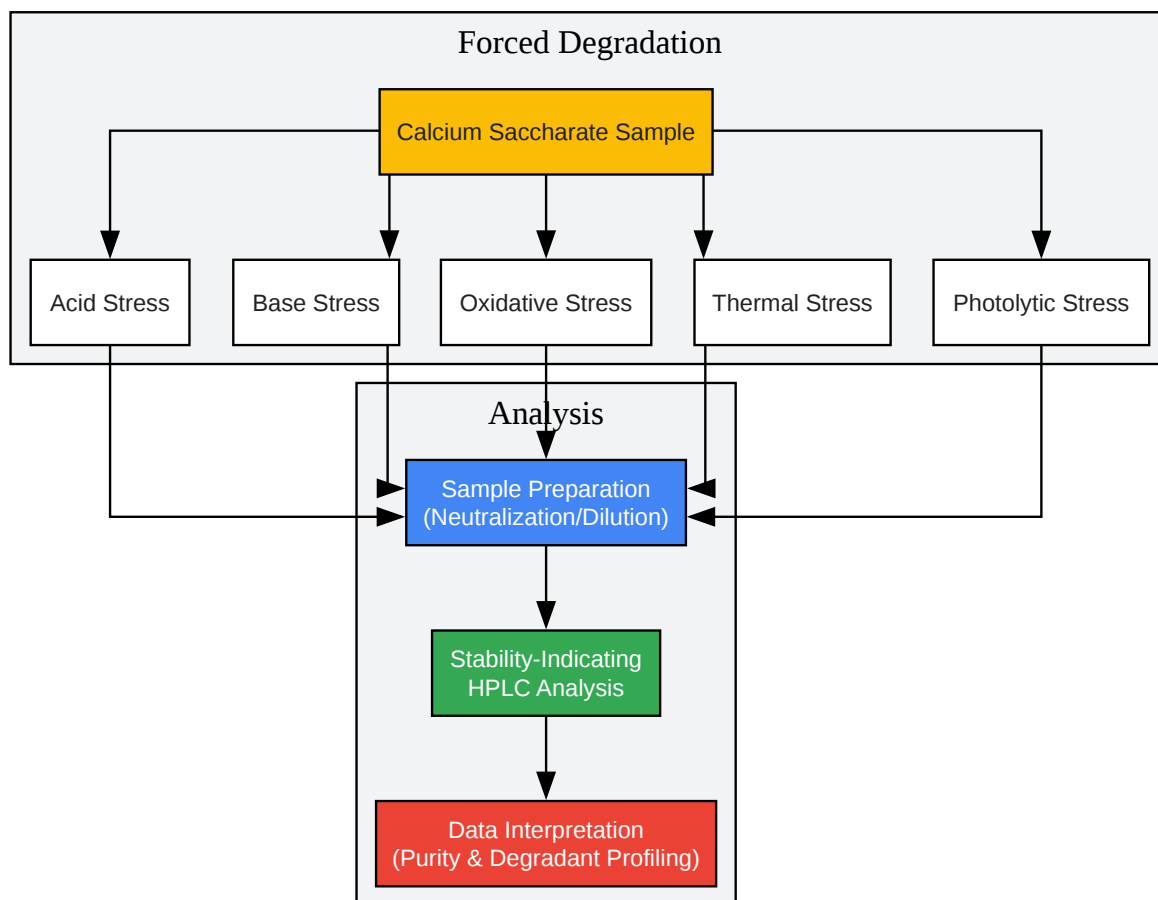 Forced Degradation
Calcium Saccharate Sample
Acid Stress
Base Stress
Oxidative Stress
Thermal Stress
Photolytic Stress
Analysis
Sample Preparation
(Neutralization/Dilution)
Stability-Indicating
HPLC Analysis
Data Interpretation
(Purity & Degradant Profiling)